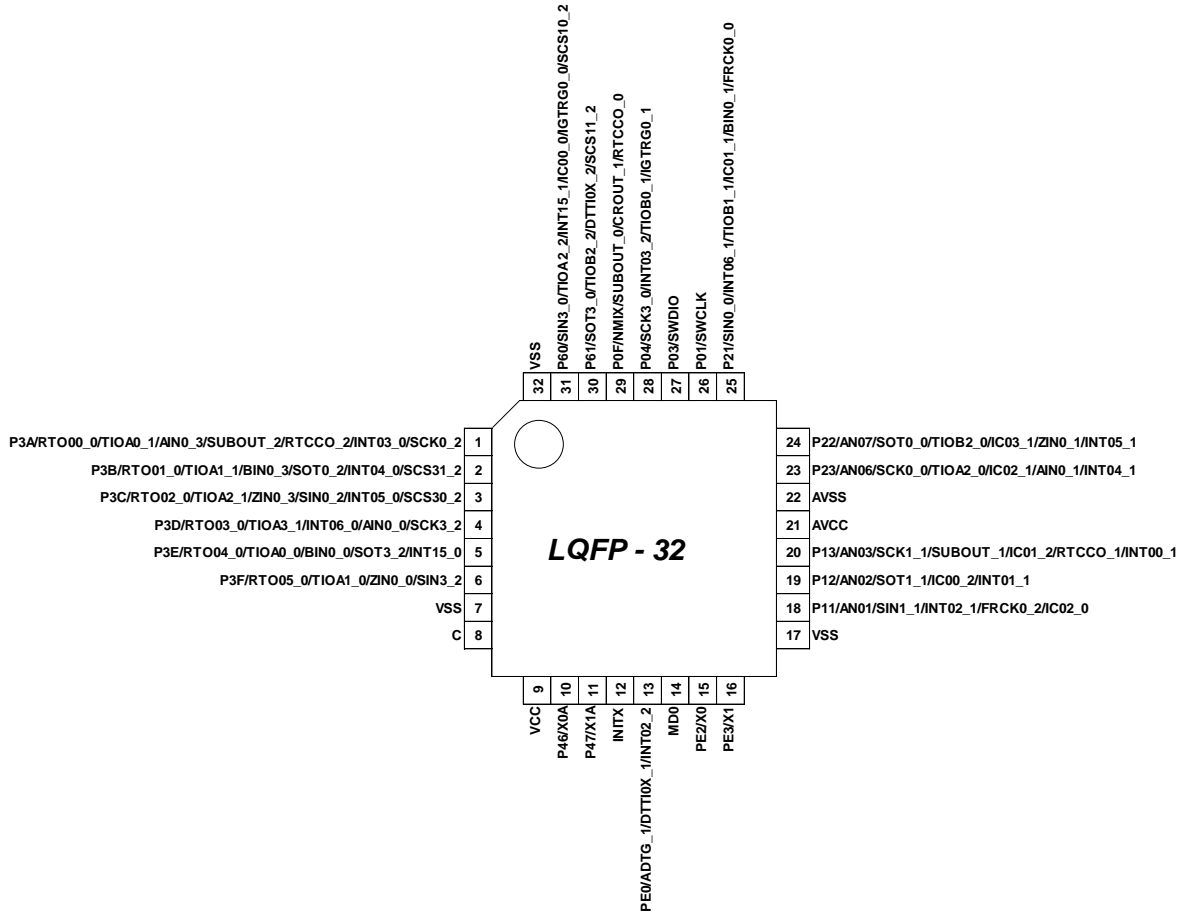 P60/SIN3_0/TIOA2_2/INT15_1/IC00_0/IGTRG0_0/SCS10_2
P61/SOT3_0/TIOB2_2/DTTI0X_2/SCS11_2
P0F/NMIX/SUBOUT_0/CROUT_1/RTCCO_0
P04/SCK3_0/INT03_2/TIOB0_1/IGTRG0_1
P03/SWDIO
P01/SWCLK
P21/SIN0_0/INT06_1/TIOB1_1/IC01_1/BIN0_1/FRCK0_0
VSS
32
31
30
29
28
27
26
25
P3A/RTO00_0/TIOA0_1/AIN0_3/SUBOUT_2/RTCCO_2/INT03_0/SCK0_2 1
P3B/RTO01_0/TIOA1_1/BIN0_3/SOT0_2/INT04_0/SCS31_2 2
P3C/RTO02_0/TIOA2_1/ZIN0_3/SIN0_2/INT05_0/SCS30_2 3
P3D/RTO03_0/TIOA3_1/INT06_0/AIN0_0/SCK3_2 4
P3E/RTO04_0/TIOA0_0/BIN0_0/SOT3_2/INT15_0 5
P3F/RTO05_0/TIOA1_0/ZIN0_0/SIN3_2 6
VSS 7
C 8
LQFP - 32
24 P22/AN07/SOT0_0/TIOB2_0/IC03_1/ZIN0_1/INT05_1
23 P23/AN06/SCK0_0/TIOA2_0/IC02_1/AIN0_1/INT04_1
22 AVSS
21 AVCC
20 P13/AN03/SCK1_1/SUBOUT_1/IC01_2/RTCCO_1/INT00_1
19 P12/AN02/SOT1_1/IC00_2/INT01_1
18 P11/AN01/SIN1_1/INT02_1/FRCK0_2/IC02_0
17 VSS
9
10
11
12
13
14
15
16
VCC
P46/X0A
P47/X1A
INITX
PE0/ADTG_1/DTTI0X_1/INT02_2
MD0
PE2/X0
PE3/X1